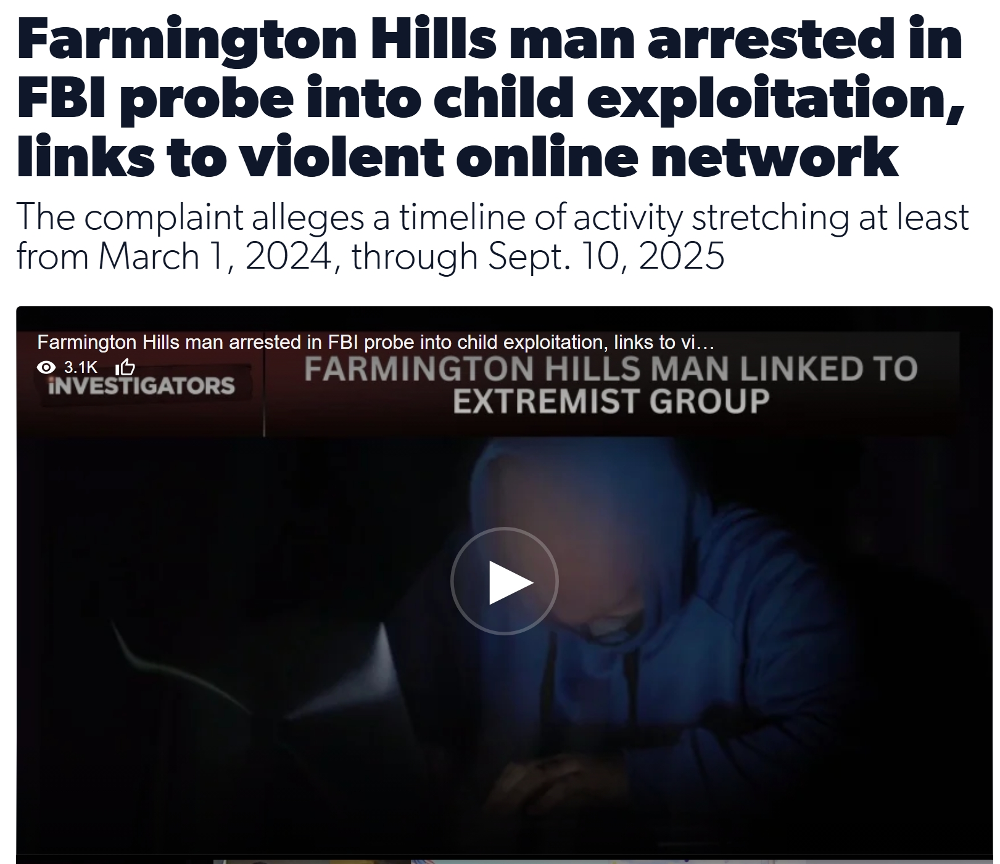 Farmington Hills man arrested in
FBI probe into child exploitation,
links to violent online network
The complaint alleges a timeline of activity stretching at least
from March 1, 2024, through Sept. 10, 2025
Farmington Hills man arrested in FBI probe into child exploitation, links to vi…
3.1K
iNVESTIGATORS
FARMINGTON HILLS MAN LINKED TO
EXTREMIST GROUP